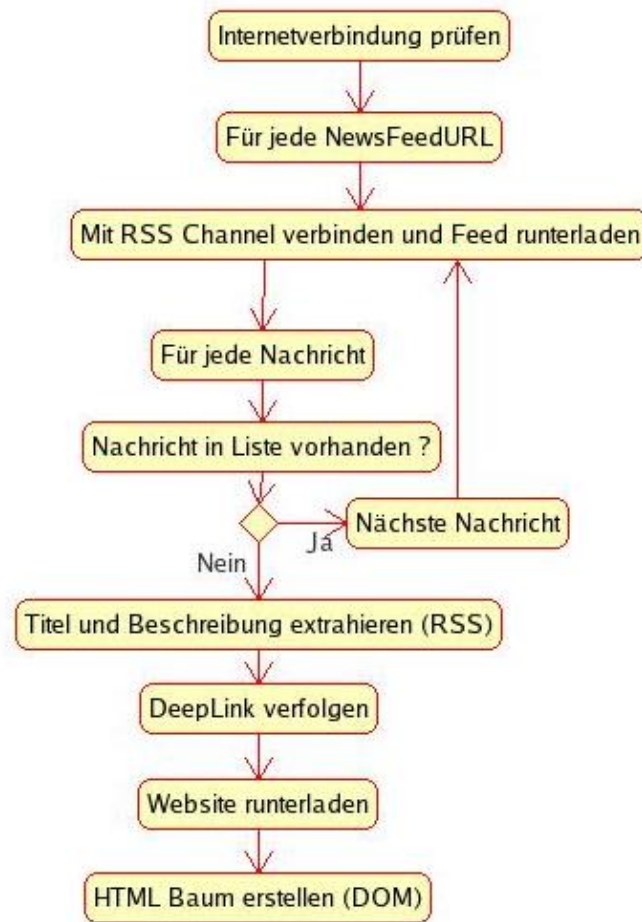 Internetverbindung prüfen
Für jede NewsFeedURL
Mit RSS Channel verbinden und Feed runterladen
Für jede Nachricht
Nachricht in Liste vorhanden ?
Ja
Nächste Nachricht
Nein
Titel und Beschreibung extrahieren (RSS)
DeepLink verfolgen
Website runterladen
HTML Baum erstellen (DOM)